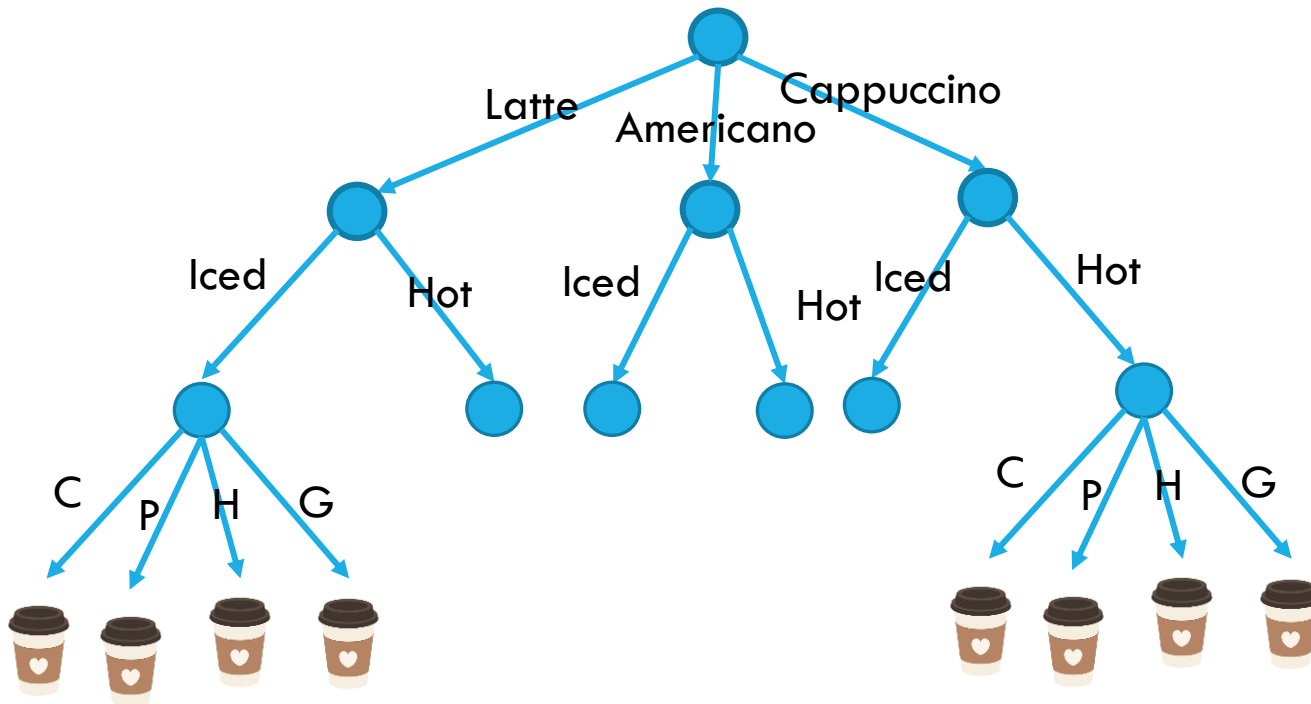 Latte
Americano
Cappuccino
Iced
Hot
Iced
Hot
Iced
Hot
C
P
H
G
C
P
H
G